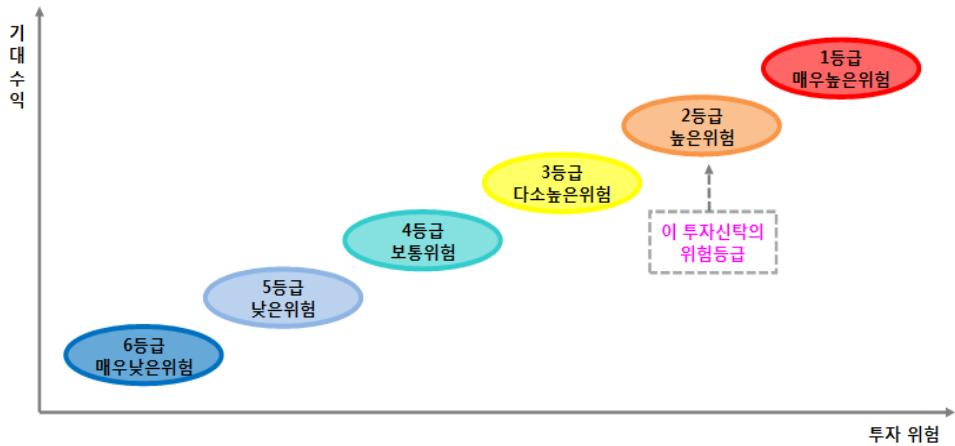 기대수익
1등급
매우높은위험
2등급
높은위험
3등급
다소높은위험
이 투자신탁의
위험등급
4등급
보통위험
5등급
낮은위험
6등급
매우낮은위험
투자 위험